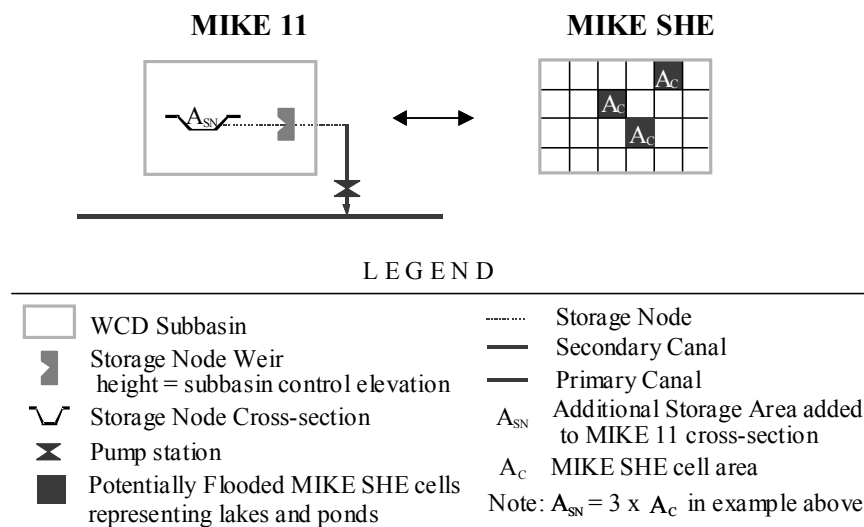 MIKE 11
MIKE SHE
A_SN
A_C
A_C
A_C
LEGEND
WCD Subbasin
Storage Node Weir
height = subbasin control elevation
Storage Node Cross-section
Pump station
Potentially Flooded MIKE SHE cells
representing lakes and ponds
Storage Node
Secondary Canal
Primary Canal
A_SN Additional Storage Area added
to MIKE 11 cross-section
A_C MIKE SHE cell area
Note: A_SN = 3 x A_C in example above